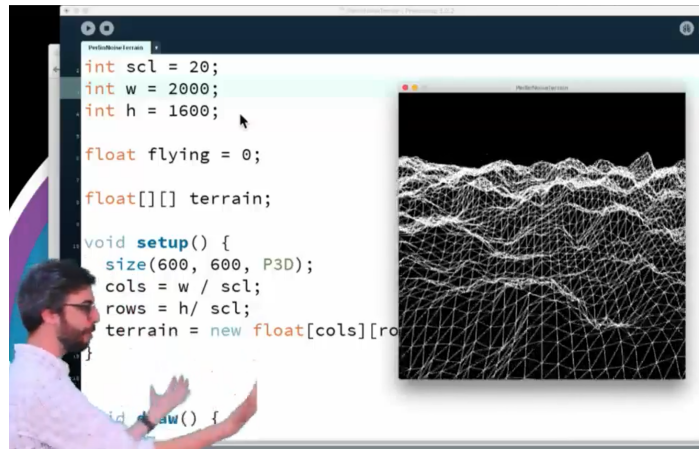 PerlinNoiseTerrain
int scl = 20;
int w = 2000;
int h = 1600;
float flying = 0;
float[][] terrain;
void setup() {
size(600, 600, P3D);
cols = w / scl;
rows = h/ scl;
terrain = new float[cols][ro
}
draw() {
PerlinNoiseTerrain